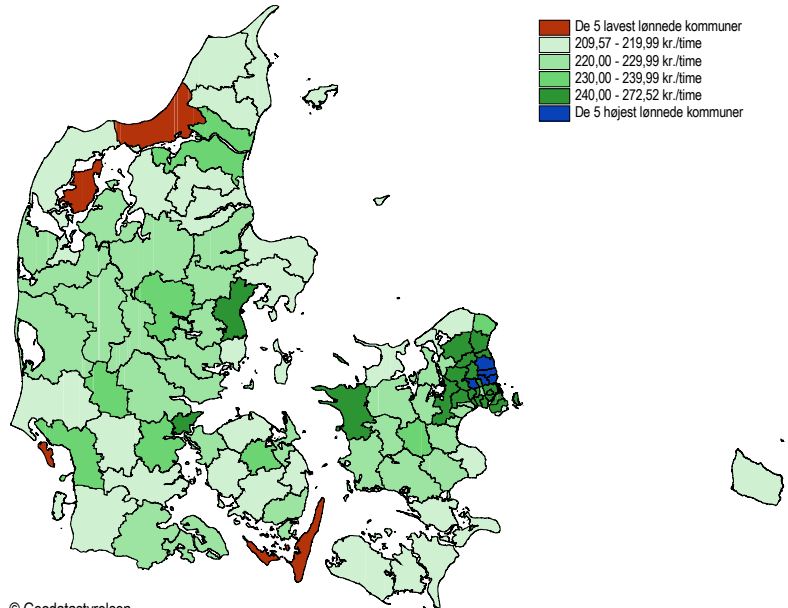 De 5 lavest lønnede kommuner
209,57 - 219,99 kr./time
220,00 - 229,99 kr./time
230,00 - 239,99 kr./time
240,00 - 272,52 kr./time
De 5 højest lønnede kommuner
© Geodatastyrelsen